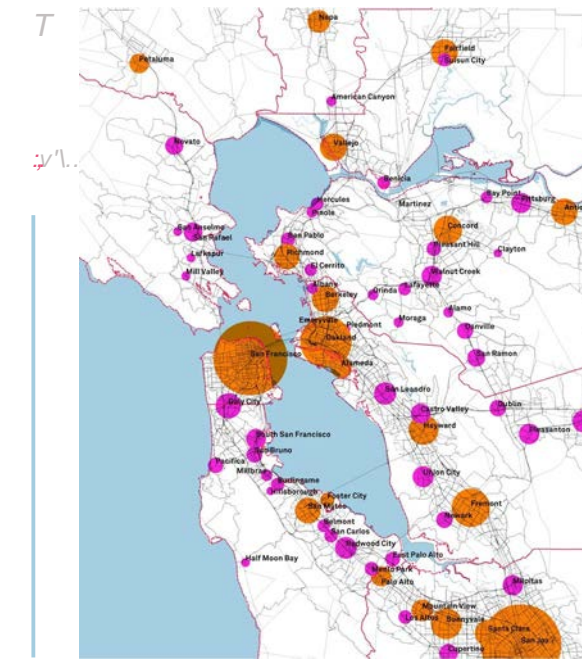 T
Napa
Fairfield
Suisun City
Petaluma
American Canyon
Novato
Vallejo
Benicia
Martinez
Bay Point
Pittsburg
Hercules
Pinole
San Anselmo
San Rafael
San Pablo
Concord
Pleasant Hill
Clayton
Larkspur
Richmond
El Cerrito
Walnut Creek
Mill Valley
Albany
Orinda
Lafayette
Berkeley
Alamo
Emeryville
Piedmont
Moraga
Danville
Oakland
San Francisco
Alameda
San Ramon
San Leandro
Daly City
Castro Valley
Dublin
Hayward
Pleasanton
South San Francisco
San Bruno
Pacifica
Millbrae
Burlingame
Hillsborough
Union City
Foster City
San Mateo
Fremont
Newark
Belmont
San Carlos
Redwood City
East Palo Alto
Half Moon Bay
Menlo Park
Palo Alto
Milpitas
Mountain View
Los Altos
Sunnyvale
Santa Clara
San Jos
Cupertino